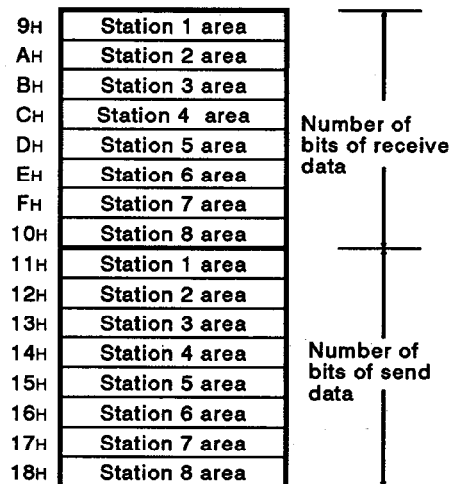 9H Station 1 area
AH Station 2 area
BH Station 3 area
CH Station 4 area
DH Station 5 area
EH Station 6 area
FH Station 7 area
10H Station 8 area
Number of
bits of receive
data
11H Station 1 area
12H Station 2 area
13H Station 3 area
14H Station 4 area
15H Station 5 area
16H Station 6 area
17H Station 7 area
18H Station 8 area
Number of
bits of send
data